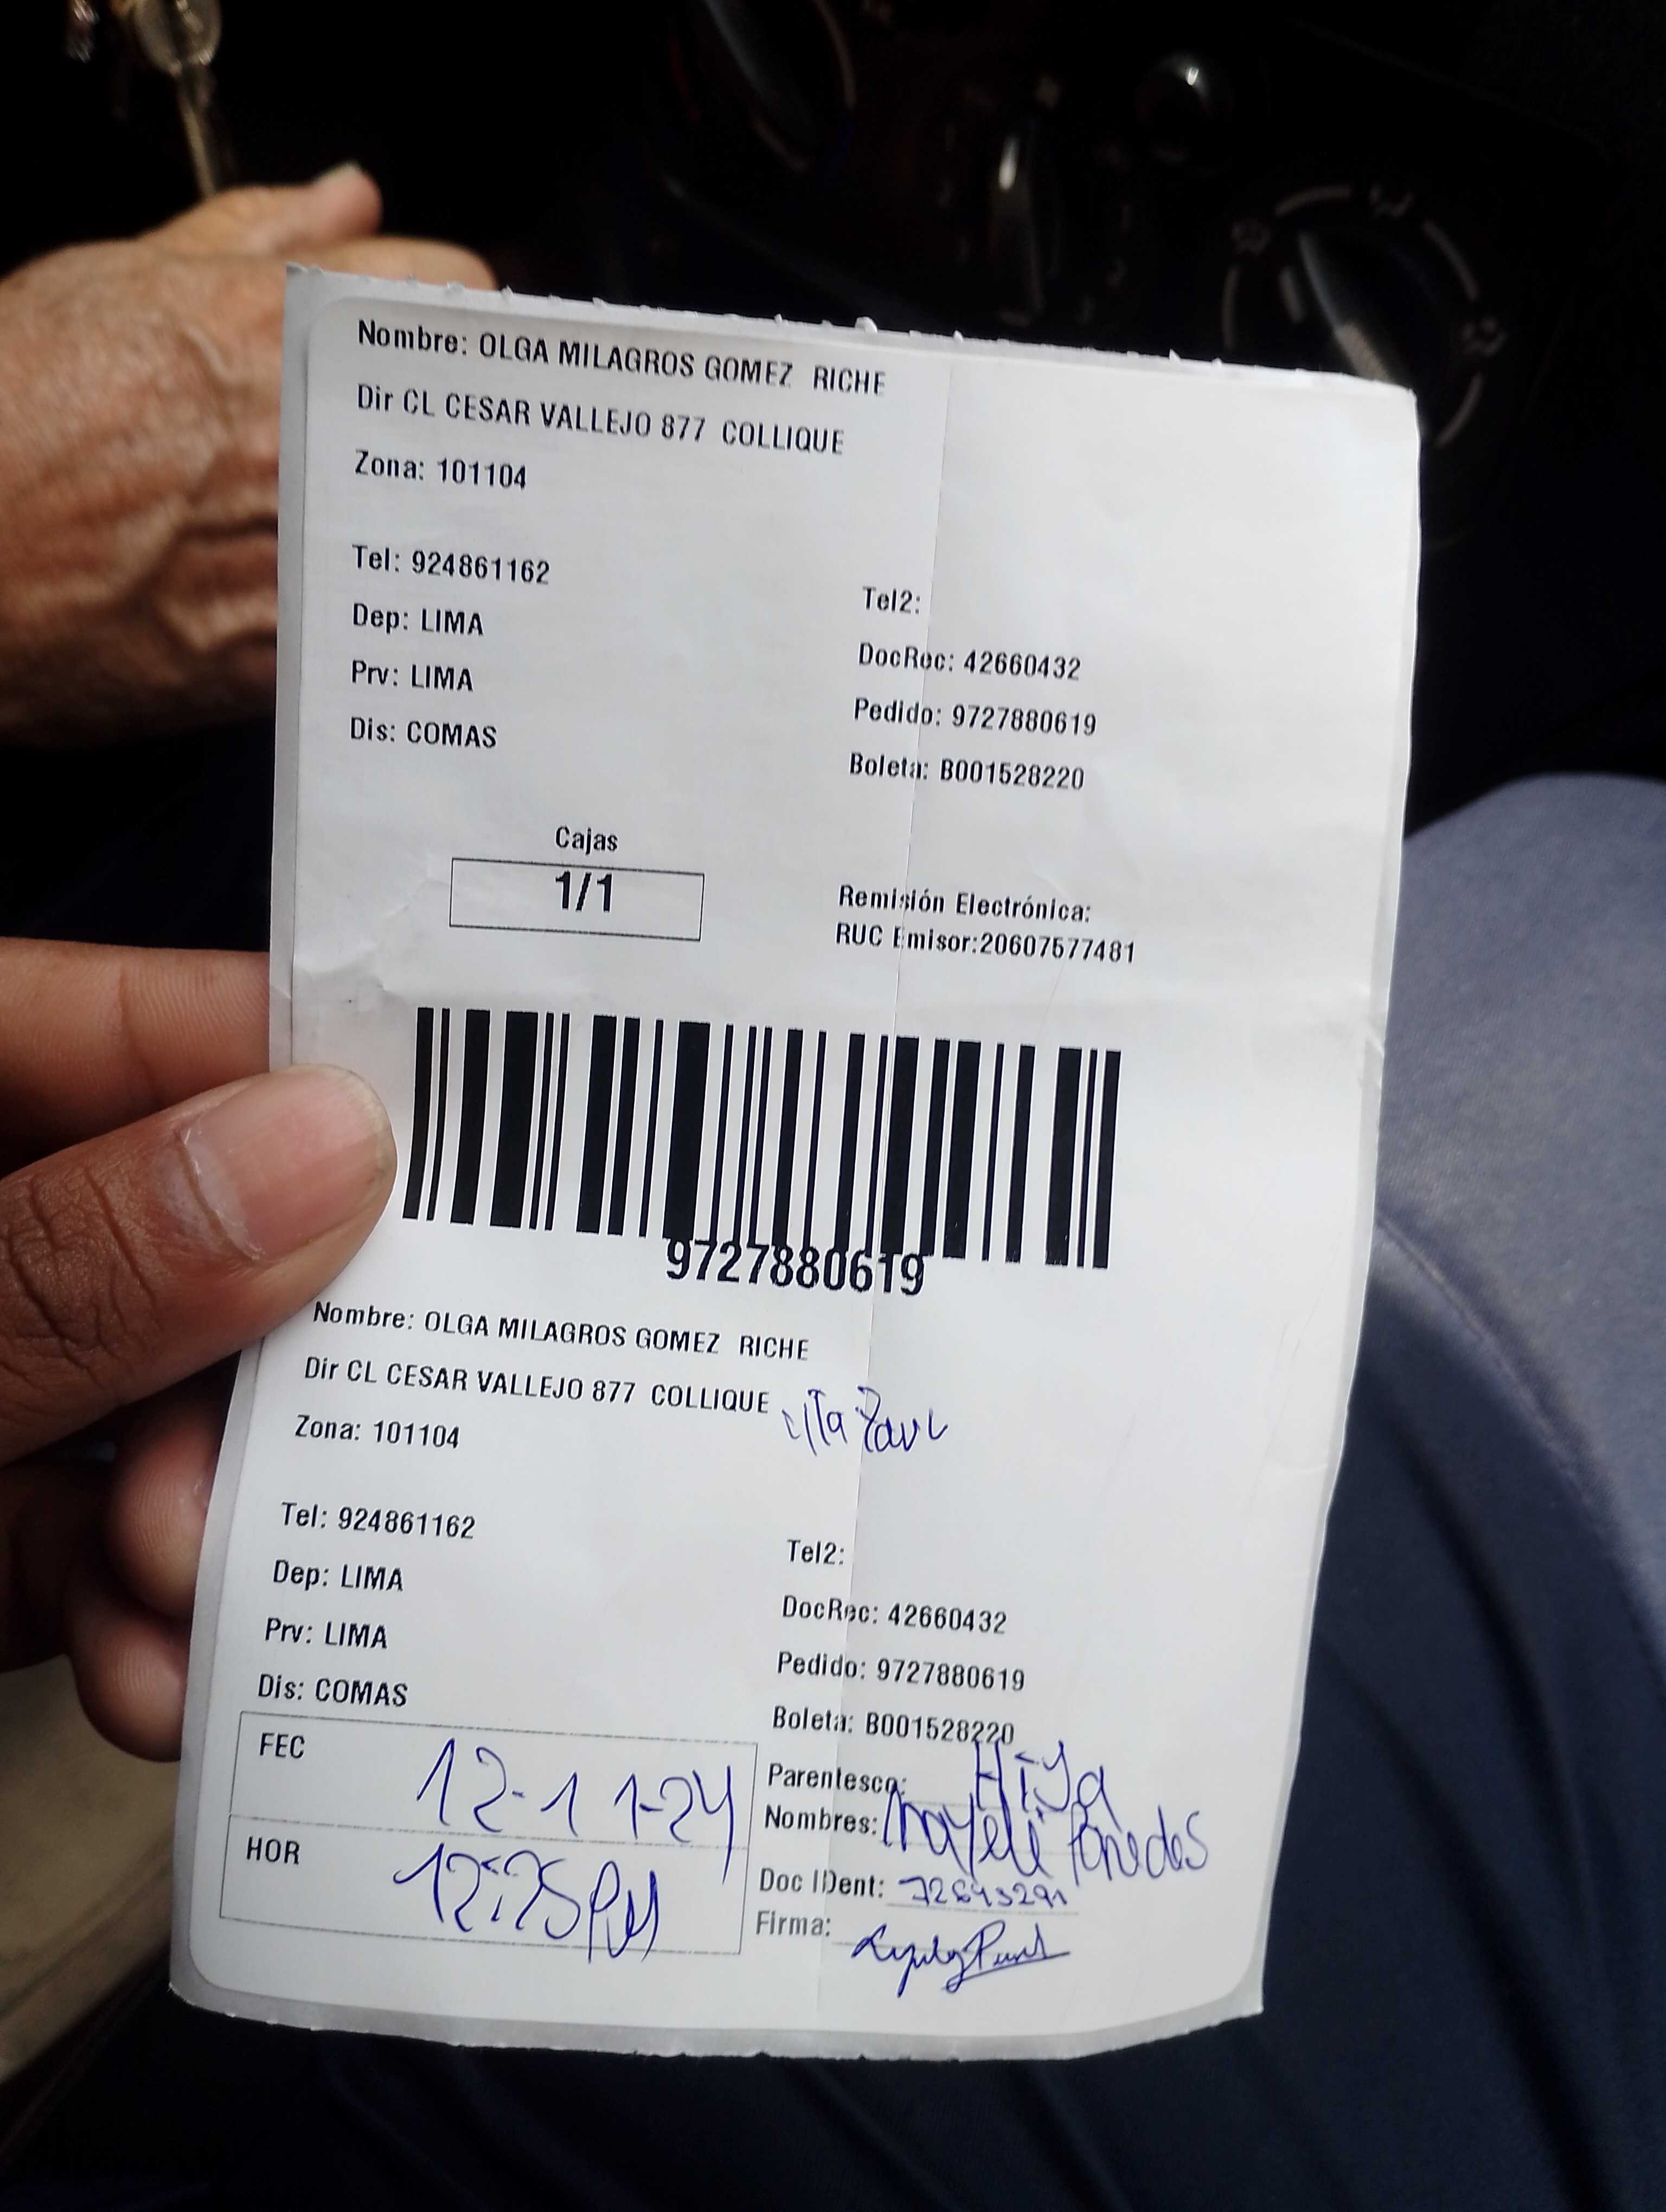 Nombre: OLGA MILAGROS GOMEZ RICHE
Dir CL CESAR VALLEJO 877 COLLIQUE
Zona: 101104
Tel: 924861162
Tel2:
Dep: LIMA
DocRec: 42660432
Prv: LIMA
Pedido: 9727880619
Dis: COMAS
Boleta: B001528220
Cajas
1/1
Remisión Electrónica:
RUC Emisor:20607577481
9727880619
Nombre: OLGA MILAGROS GOMEZ RICHE
Dir CL CESAR VALLEJO 877 COLLIQUE
Zona: 101104
Tel: 924861162
Tel2:
Dep: LIMA
DocRec: 42660432
Prv: LIMA
Pedido: 9727880619
Dis: COMAS
Boleta: B001528220
FEC 12-11-24
Parentesco: HiJa
Nombres: Paredes
HOR 12:25 PM
Doc IDent:
Firma: